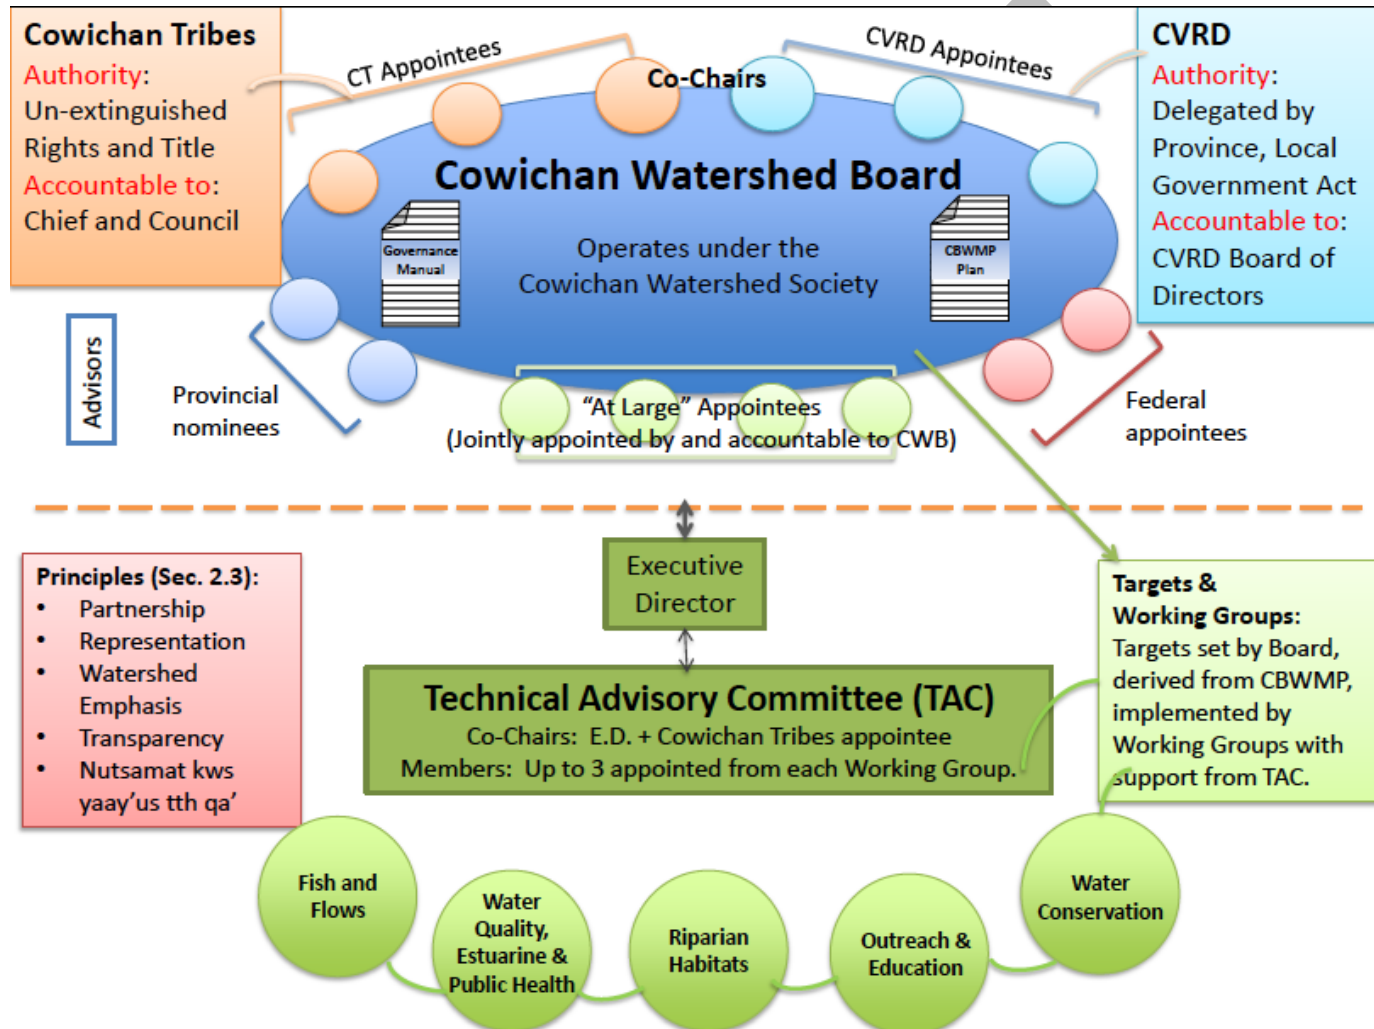 Cowichan Tribes
Authority:
Un-extinguished
Rights and Title
Accountable to:
Chief and Council
CT Appointees
Co-Chairs
CVRD Appointees
CVRD
Authority:
Delegated by
Province, Local
Government Act
Accountable to:
CVRD Board of
Directors
Cowichan Watershed Board
Operates under the
Cowichan Watershed Society
Governance
Manual
CBWMP
Plan
Advisors
Provincial
nominees
“At Large” Appointees
(Jointly appointed by and accountable to CWB)
Federal
appointees
Executive
Director
Principles (Sec. 2.3):
• Partnership
• Representation
• Watershed
Emphasis
• Transparency
• Nutsamat kws
yaay’us tth qa’
Technical Advisory Committee (TAC)
Co-Chairs: E.D. + Cowichan Tribes appointee
Members: Up to 3 appointed from each Working Group.
Targets &
Working Groups:
Targets set by Board,
derived from CBWMP,
implemented by
Working Groups with
support from TAC.
Fish and
Flows
Water
Quality,
Estuarine &
Public Health
Riparian
Habitats
Outreach &
Education
Water
Conservation